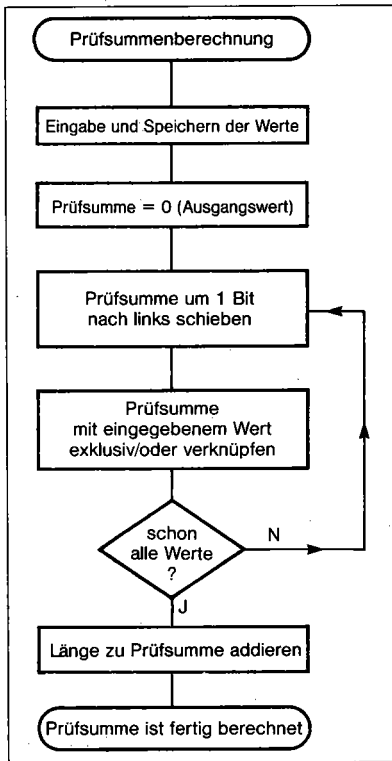 Prüfsummenberechnung
Eingabe und Speichern der Werte
Prüfsumme = 0 (Ausgangswert)
Prüfsumme um 1 Bit
nach links schieben
Prüfsumme
mit eingegebenem Wert
exklusiv/oder verknüpfen
schon
alle Werte
?
N
J
Länge zu Prüfsumme addieren
Prüfsumme ist fertig berechnet